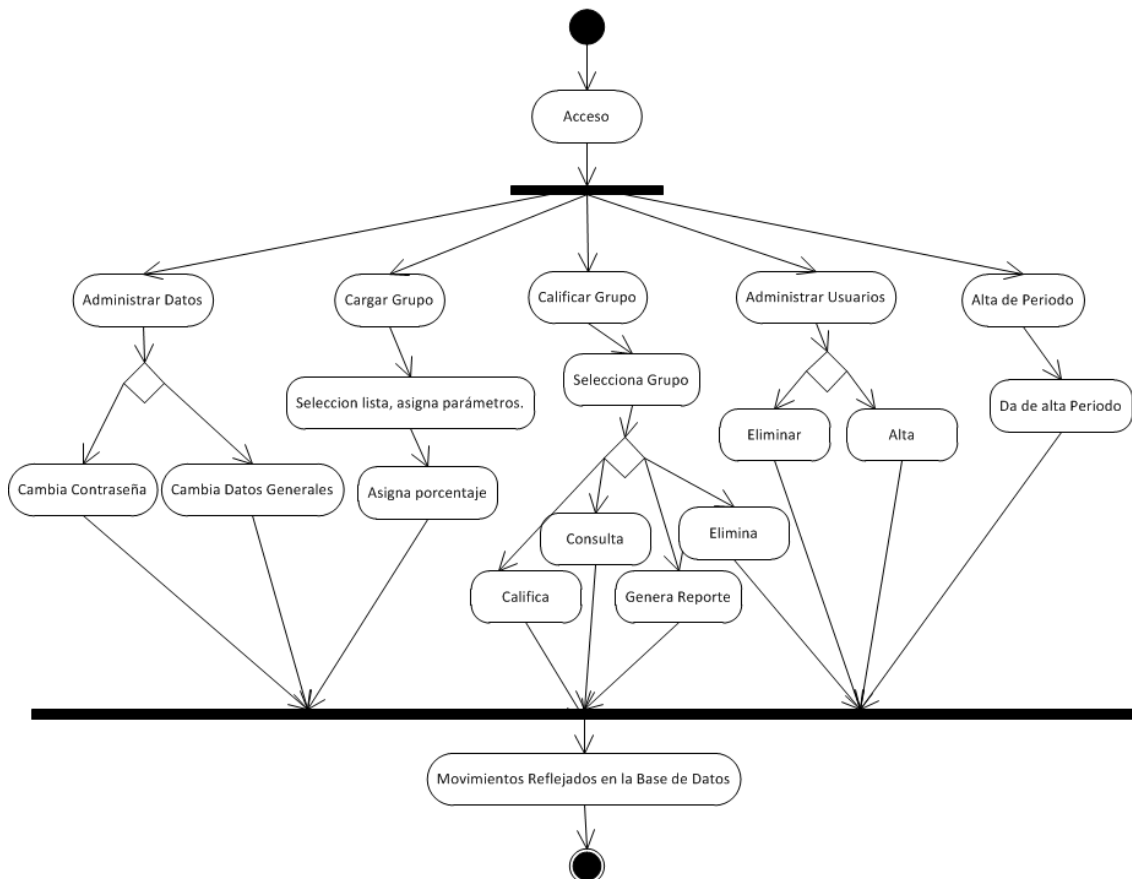 Acceso
Administrar Datos
Cargar Grupo
Calificar Grupo
Administrar Usuarios
Alta de Periodo
Selecciona Grupo
Seleccion lista, asigna parámetros.
Da de alta Periodo
Eliminar
Alta
Cambia Contraseña
Cambia Datos Generales
Asigna porcentaje
Consulta
Elimina
Califica
Genera Reporte
Movimientos Reflejados en la Base de Datos